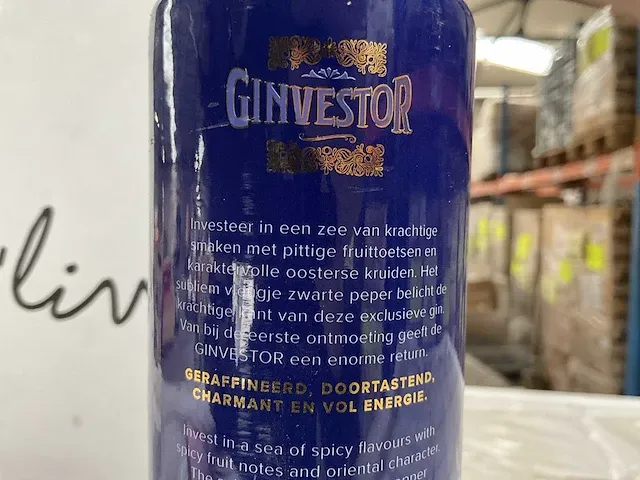 GINVESTOR
Investeer in een zee van krachtige
smaken met pittige fruittoetsen en
karaktervolle oosterse kruiden. Het
subliem vleugje zwarte peper belicht de
krachtige kant van deze exclusieve gin.
Van bij de eerste ontmoeting geeft de
GINVESTOR een enorme return.
GERAFFINEERD, DOORTASTEND,
CHARMANT EN VOL ENERGIE.
Invest in a sea of spicy flavours with
spicy fruit notes and oriental character.
The